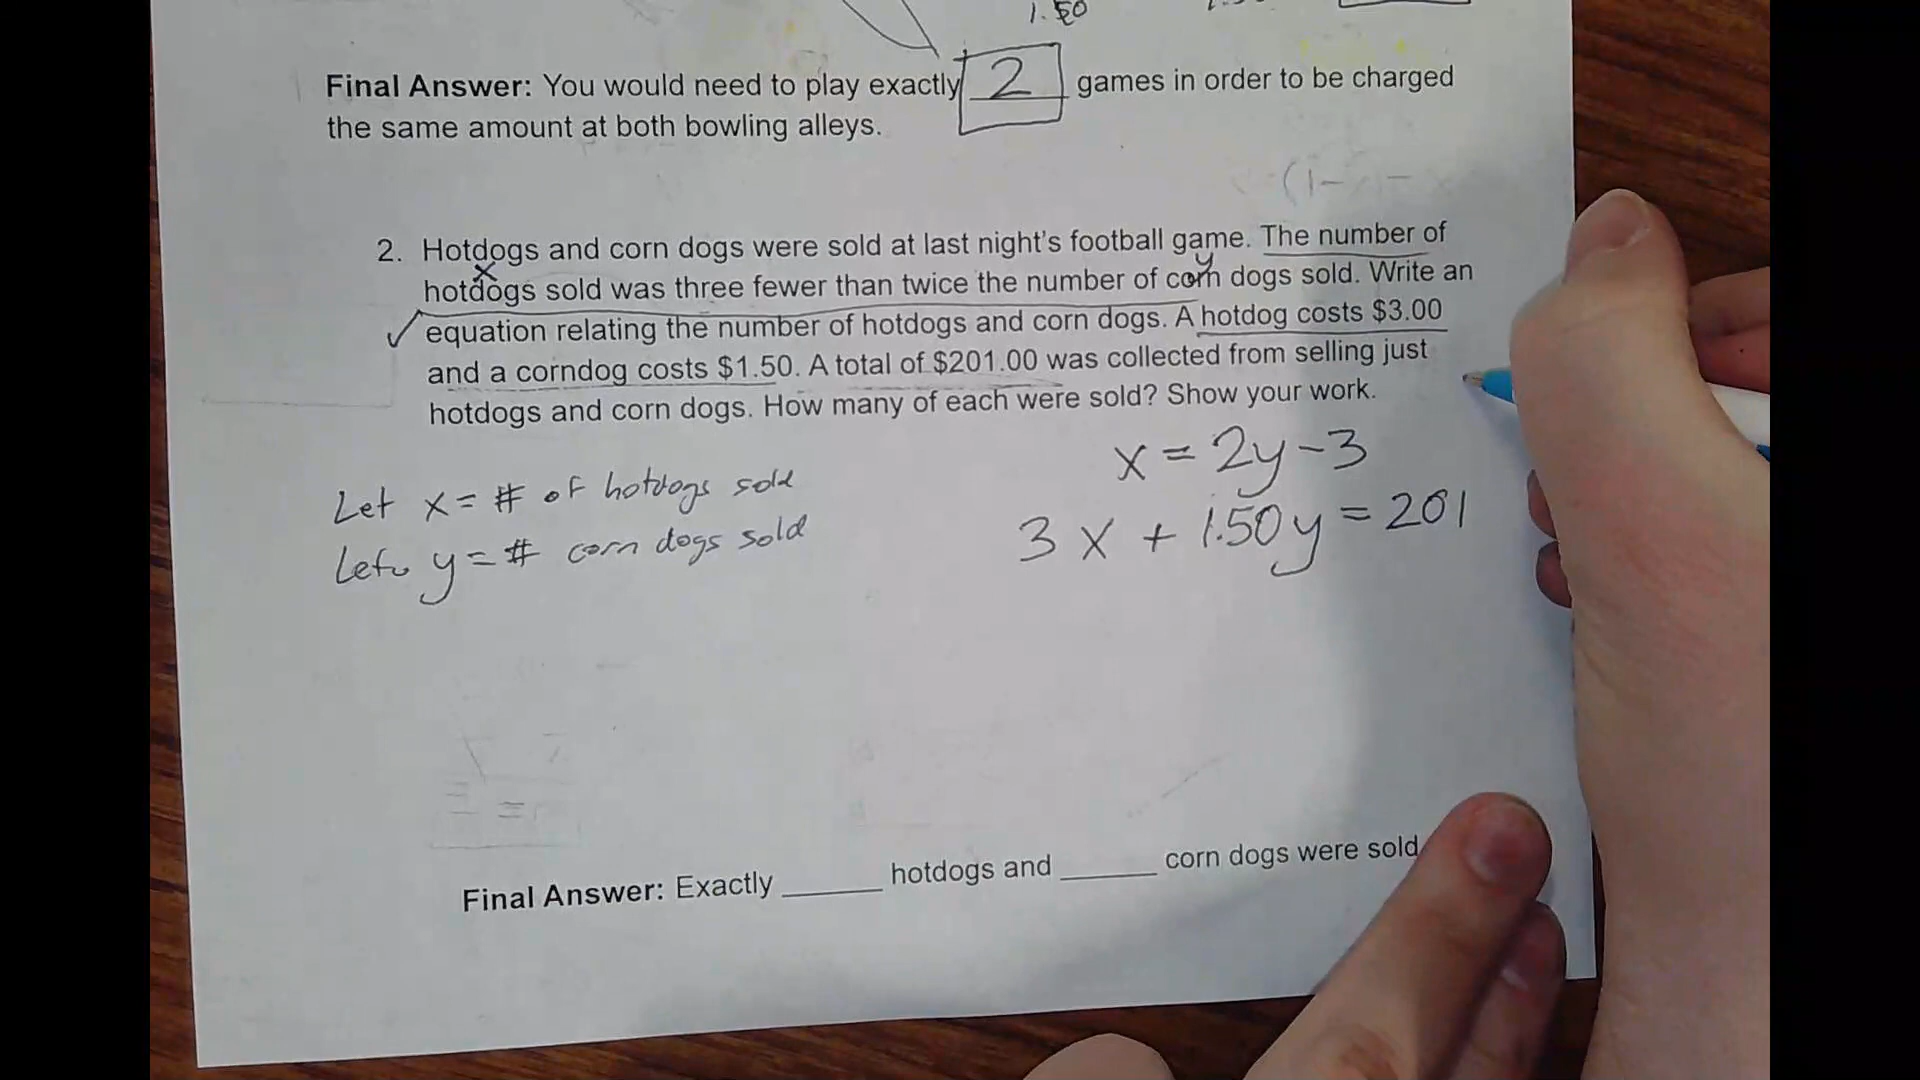 1.50
Final Answer: You would need to play exactly 2 games in order to be charged
the same amount at both bowling alleys.
2. Hotdogs and corn dogs were sold at last night's football game. The number of
x y
hotdogs sold was three fewer than twice the number of corn dogs sold. Write an
equation relating the number of hotdogs and corn dogs. A hotdog costs $3.00
and a corndog costs $1.50. A total of $201.00 was collected from selling just
hotdogs and corn dogs. How many of each were sold? Show your work.
x = 2y - 3
3x + 1.50y = 201
Let x = # of hotdogs sold
Let y = # corn dogs sold
Final Answer: Exactly ______ hotdogs and ______ corn dogs were sold